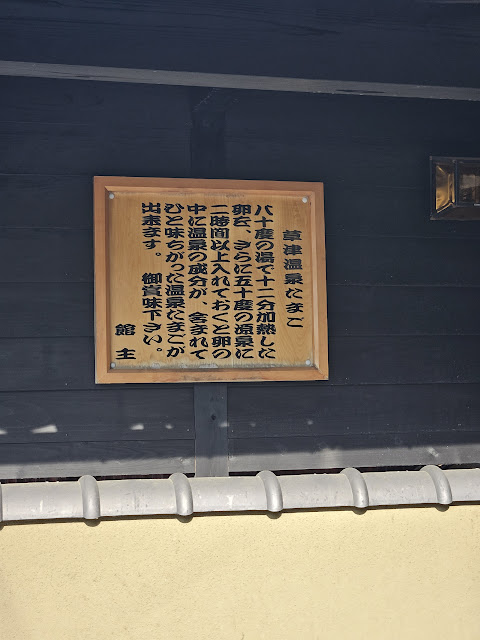 草津温泉たまご
八十度の湯で十二分加熱した
卵を、さらに五十度の源泉に
二時間以上入れておくと卵の
中に温泉の成分が、含まれて
ひと味ちがった温泉たまごが
出来ます。 御賞味下さい。
館主